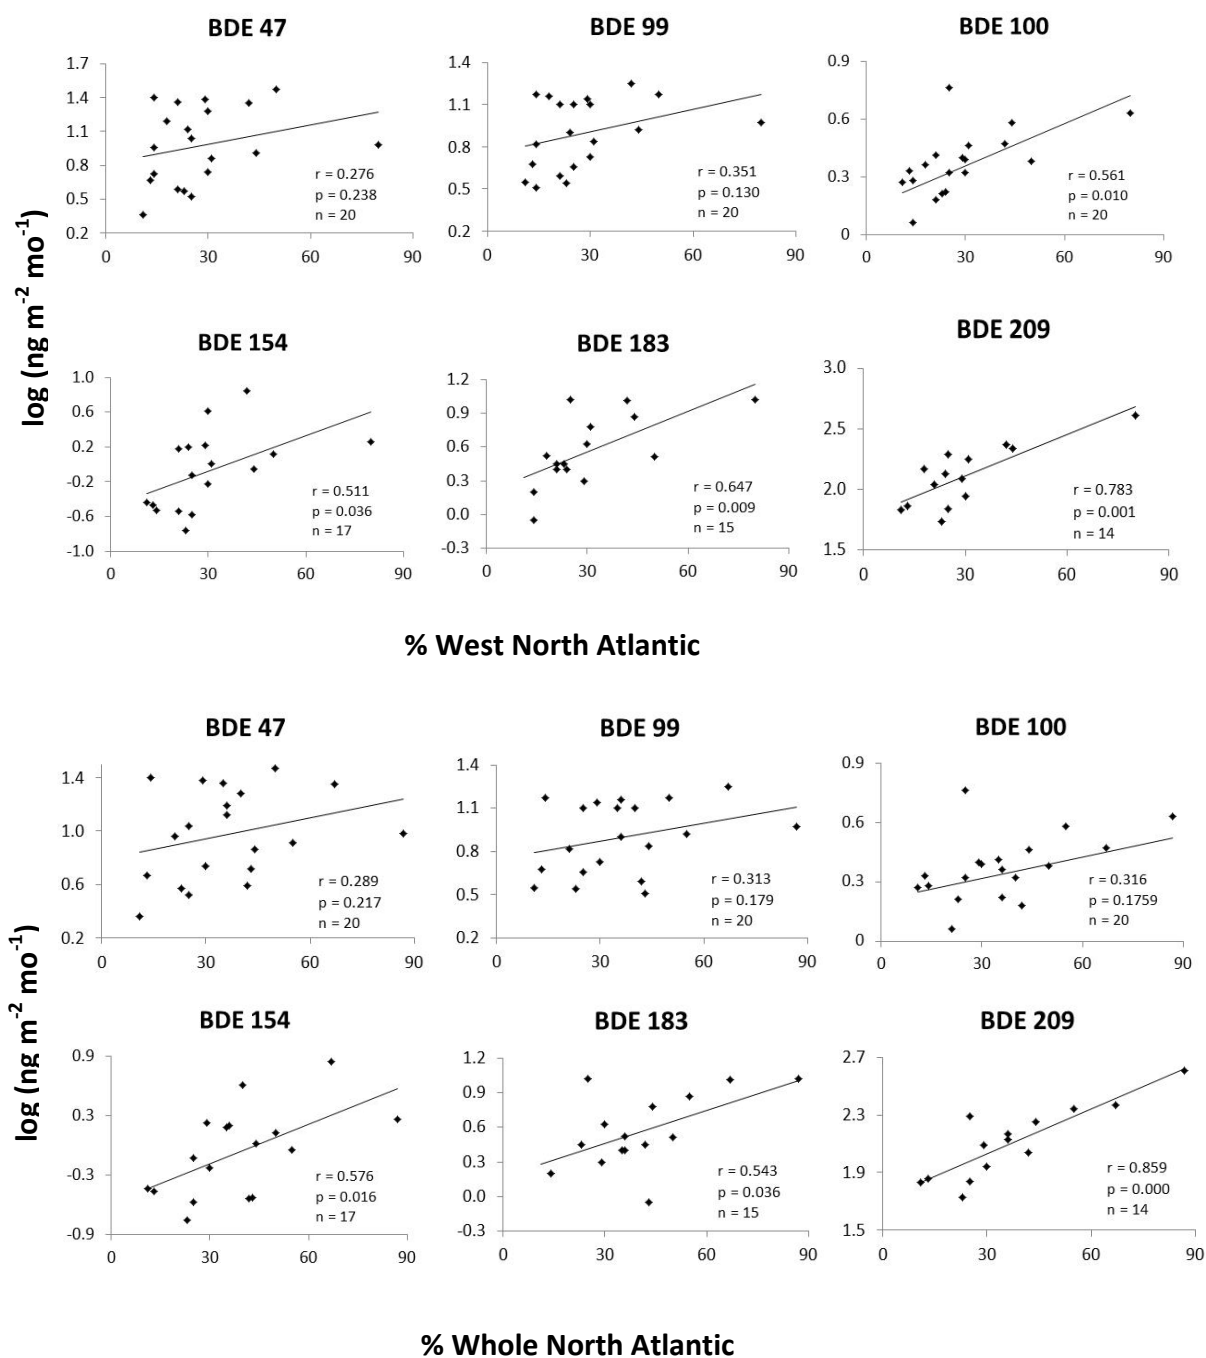 BDE 47
BDE 99
BDE 100
1.7
1.4
1.1
0.8
0.5
0.2
0
30
60
90
r = 0.276
p = 0.238
n = 20
1.4
1.1
0.8
0.5
0.2
0
30
60
90
r = 0.351
p = 0.130
n = 20
0.9
0.6
0.3
0
0
30
60
90
r = 0.561
p = 0.010
n = 20
log (ng m-2 mo-1)
BDE 154
BDE 183
BDE 209
1.0
0.6
0.2
-0.2
-0.6
-1.0
0
30
60
90
r = 0.511
p = 0.036
n = 17
1.2
0.9
0.6
0.3
0.0
-0.3
0
30
60
90
r = 0.647
p = 0.009
n = 15
3.0
2.5
2.0
1.5
0
30
60
90
r = 0.783
p = 0.001
n = 14
% West North Atlantic
BDE 47
BDE 99
BDE 100
1.4
1.0
0.6
0.2
0
30
60
90
r = 0.289
p = 0.217
n = 20
1.4
1.1
0.8
0.5
0.2
0
30
60
90
r = 0.313
p = 0.179
n = 20
0.9
0.6
0.3
0
0
30
60
90
r = 0.316
p = 0.1759
n = 20
log (ng m-2 mo-1)
BDE 154
BDE 183
BDE 209
0.9
0.3
-0.3
-0.9
0
30
60
90
r = 0.576
p = 0.016
n = 17
1.2
0.9
0.6
0.3
0.0
-0.3
0
30
60
90
r = 0.543
p = 0.036
n = 15
2.7
2.3
1.9
1.5
0
30
60
90
r = 0.859
p = 0.000
n = 14
% Whole North Atlantic